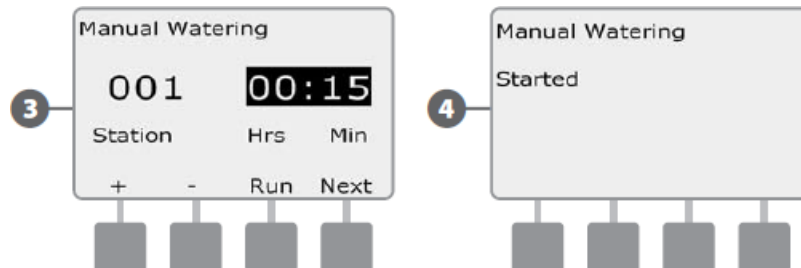 Manual Watering
001 00:15
3
Station Hrs Min
+ - Run Next
Manual Watering
Started
4